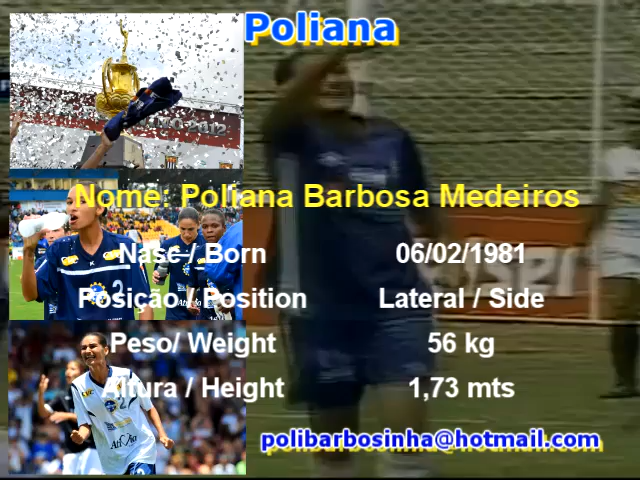 Poliana
2012
Nome: Poliana Barbosa Medeiros
Nasc / Born 06/02/1981
Posição / Position Lateral / Side
Peso/ Weight 56 kg
Altura / Height 1,73 mts
polibarbosinha@hotmail.com